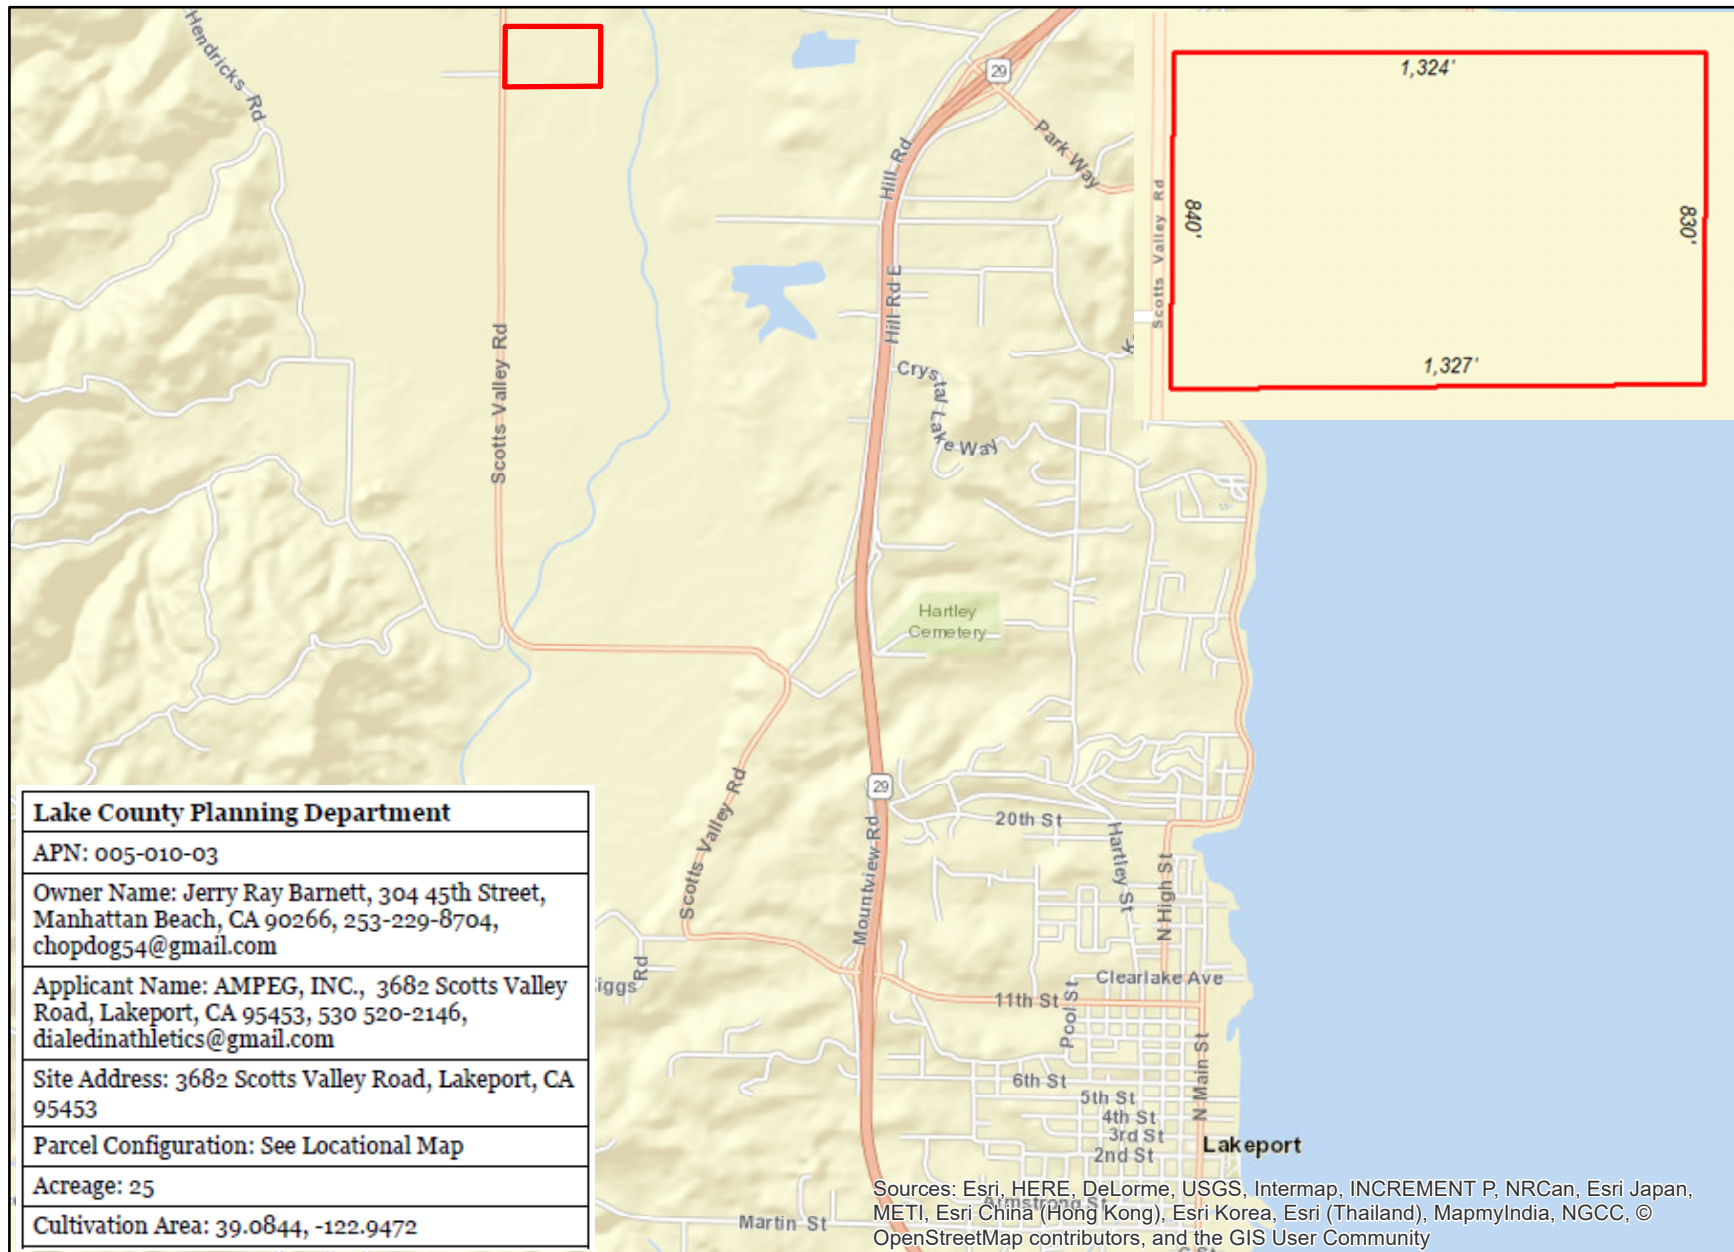 Hendricks Rd
29
Park Way
Hill Rd
Hill Rd E
Scotts Valley Rd
Crystal Lake Way
1,324'
840'
830'
Scotts Valley Rd
1,327'
Hartley
Cemetery
29
20th St
Hartley St
N High St
Scotts Valley Rd
Mountview Rd
Clearlake Ave
11th St
Pool St
N Main St
6th St
5th St
4th St
3rd St
2nd St
Lakeport
Armstrong St
Martin St
iggs Rd
Lake County Planning Department
APN: 005-010-03
Owner Name: Jerry Ray Barnett, 304 45th Street,
Manhattan Beach, CA 90266, 253-229-8704,
chopdog54@gmail.com
Applicant Name: AMPEG, INC., 3682 Scotts Valley
Road, Lakeport, CA 95453, 530 520-2146,
dialedinathletics@gmail.com
Site Address: 3682 Scotts Valley Road, Lakeport, CA
95453
Parcel Configuration: See Locational Map
Acreage: 25
Cultivation Area: 39.0844, -122.9472
Sources: Esri, HERE, DeLorme, USGS, Intermap, INCREMENT P, NRCan, Esri Japan,
METI, Esri China (Hong Kong), Esri Korea, Esri (Thailand), MapmyIndia, NGCC, ©
OpenStreetMap contributors, and the GIS User Community